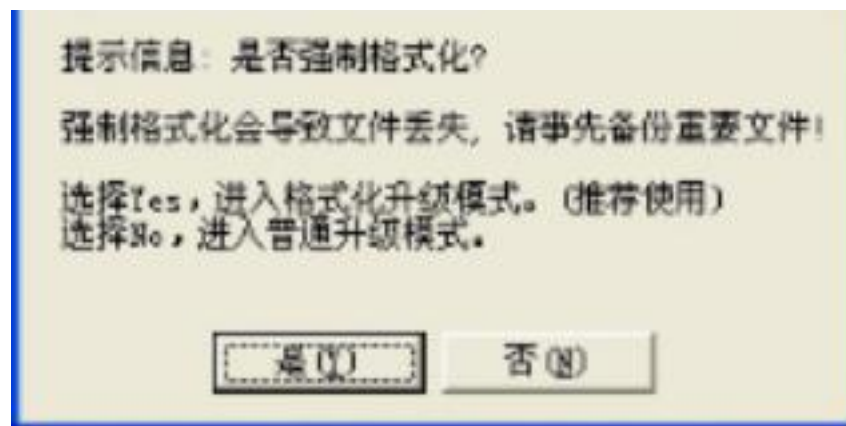 提示信息：是否强制格式化?
强制格式化会导致文件丢失，请事先备份重要文件!
选择Yes，进入格式化升级模式。(推荐使用)
选择No，进入普通升级模式。
是(Y)
否(N)